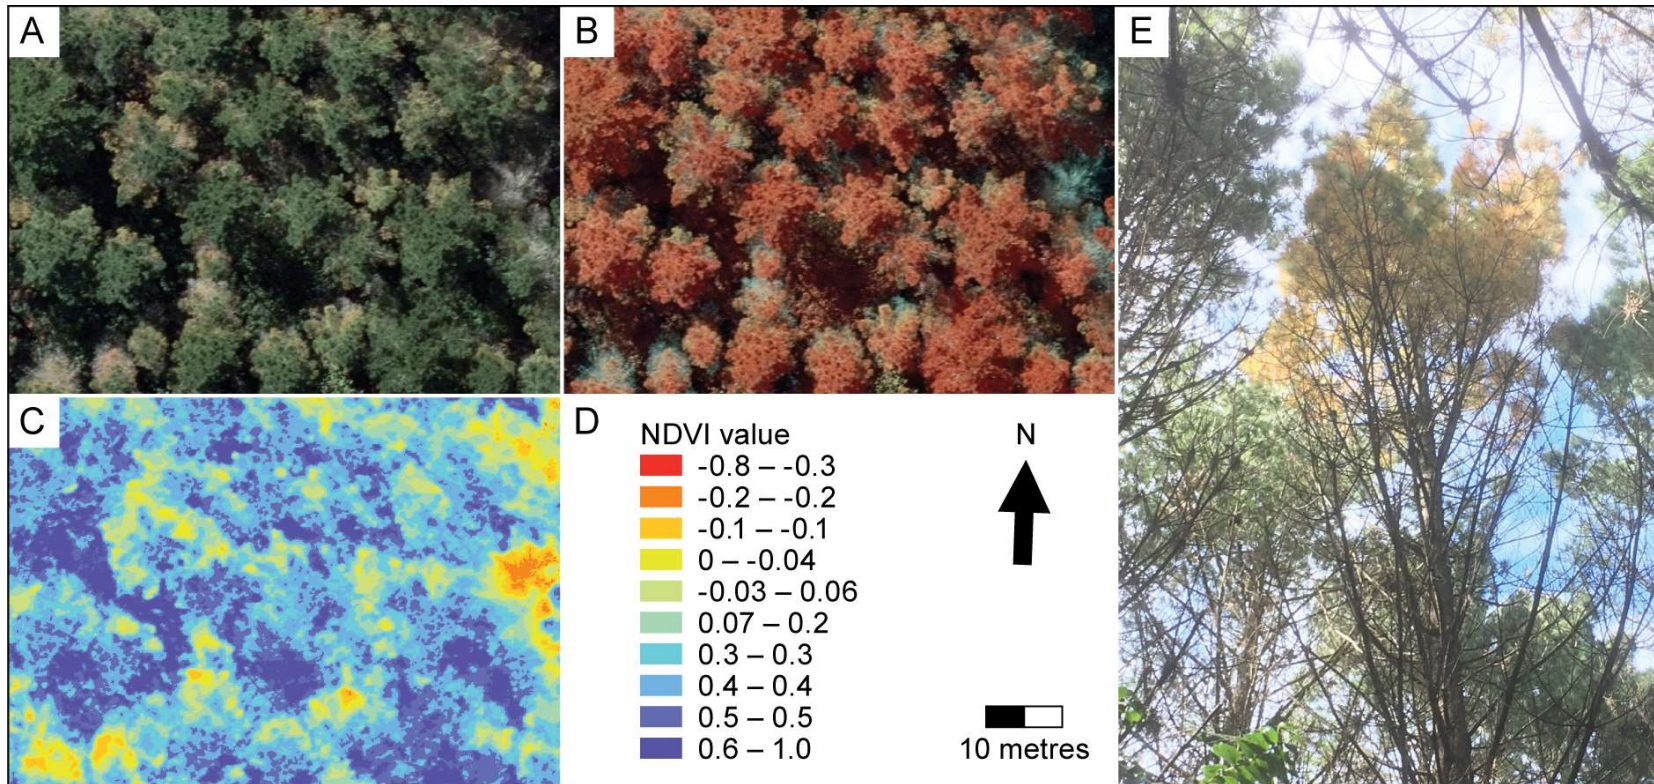 A
B
C
D
E
NDVI value
-0.8 – -0.3
-0.2 – -0.2
-0.1 – -0.1
0 – -0.04
-0.03 – 0.06
0.07 – 0.2
0.3 – 0.3
0.4 – 0.4
0.5 – 0.5
0.6 – 1.0
N
10 metres